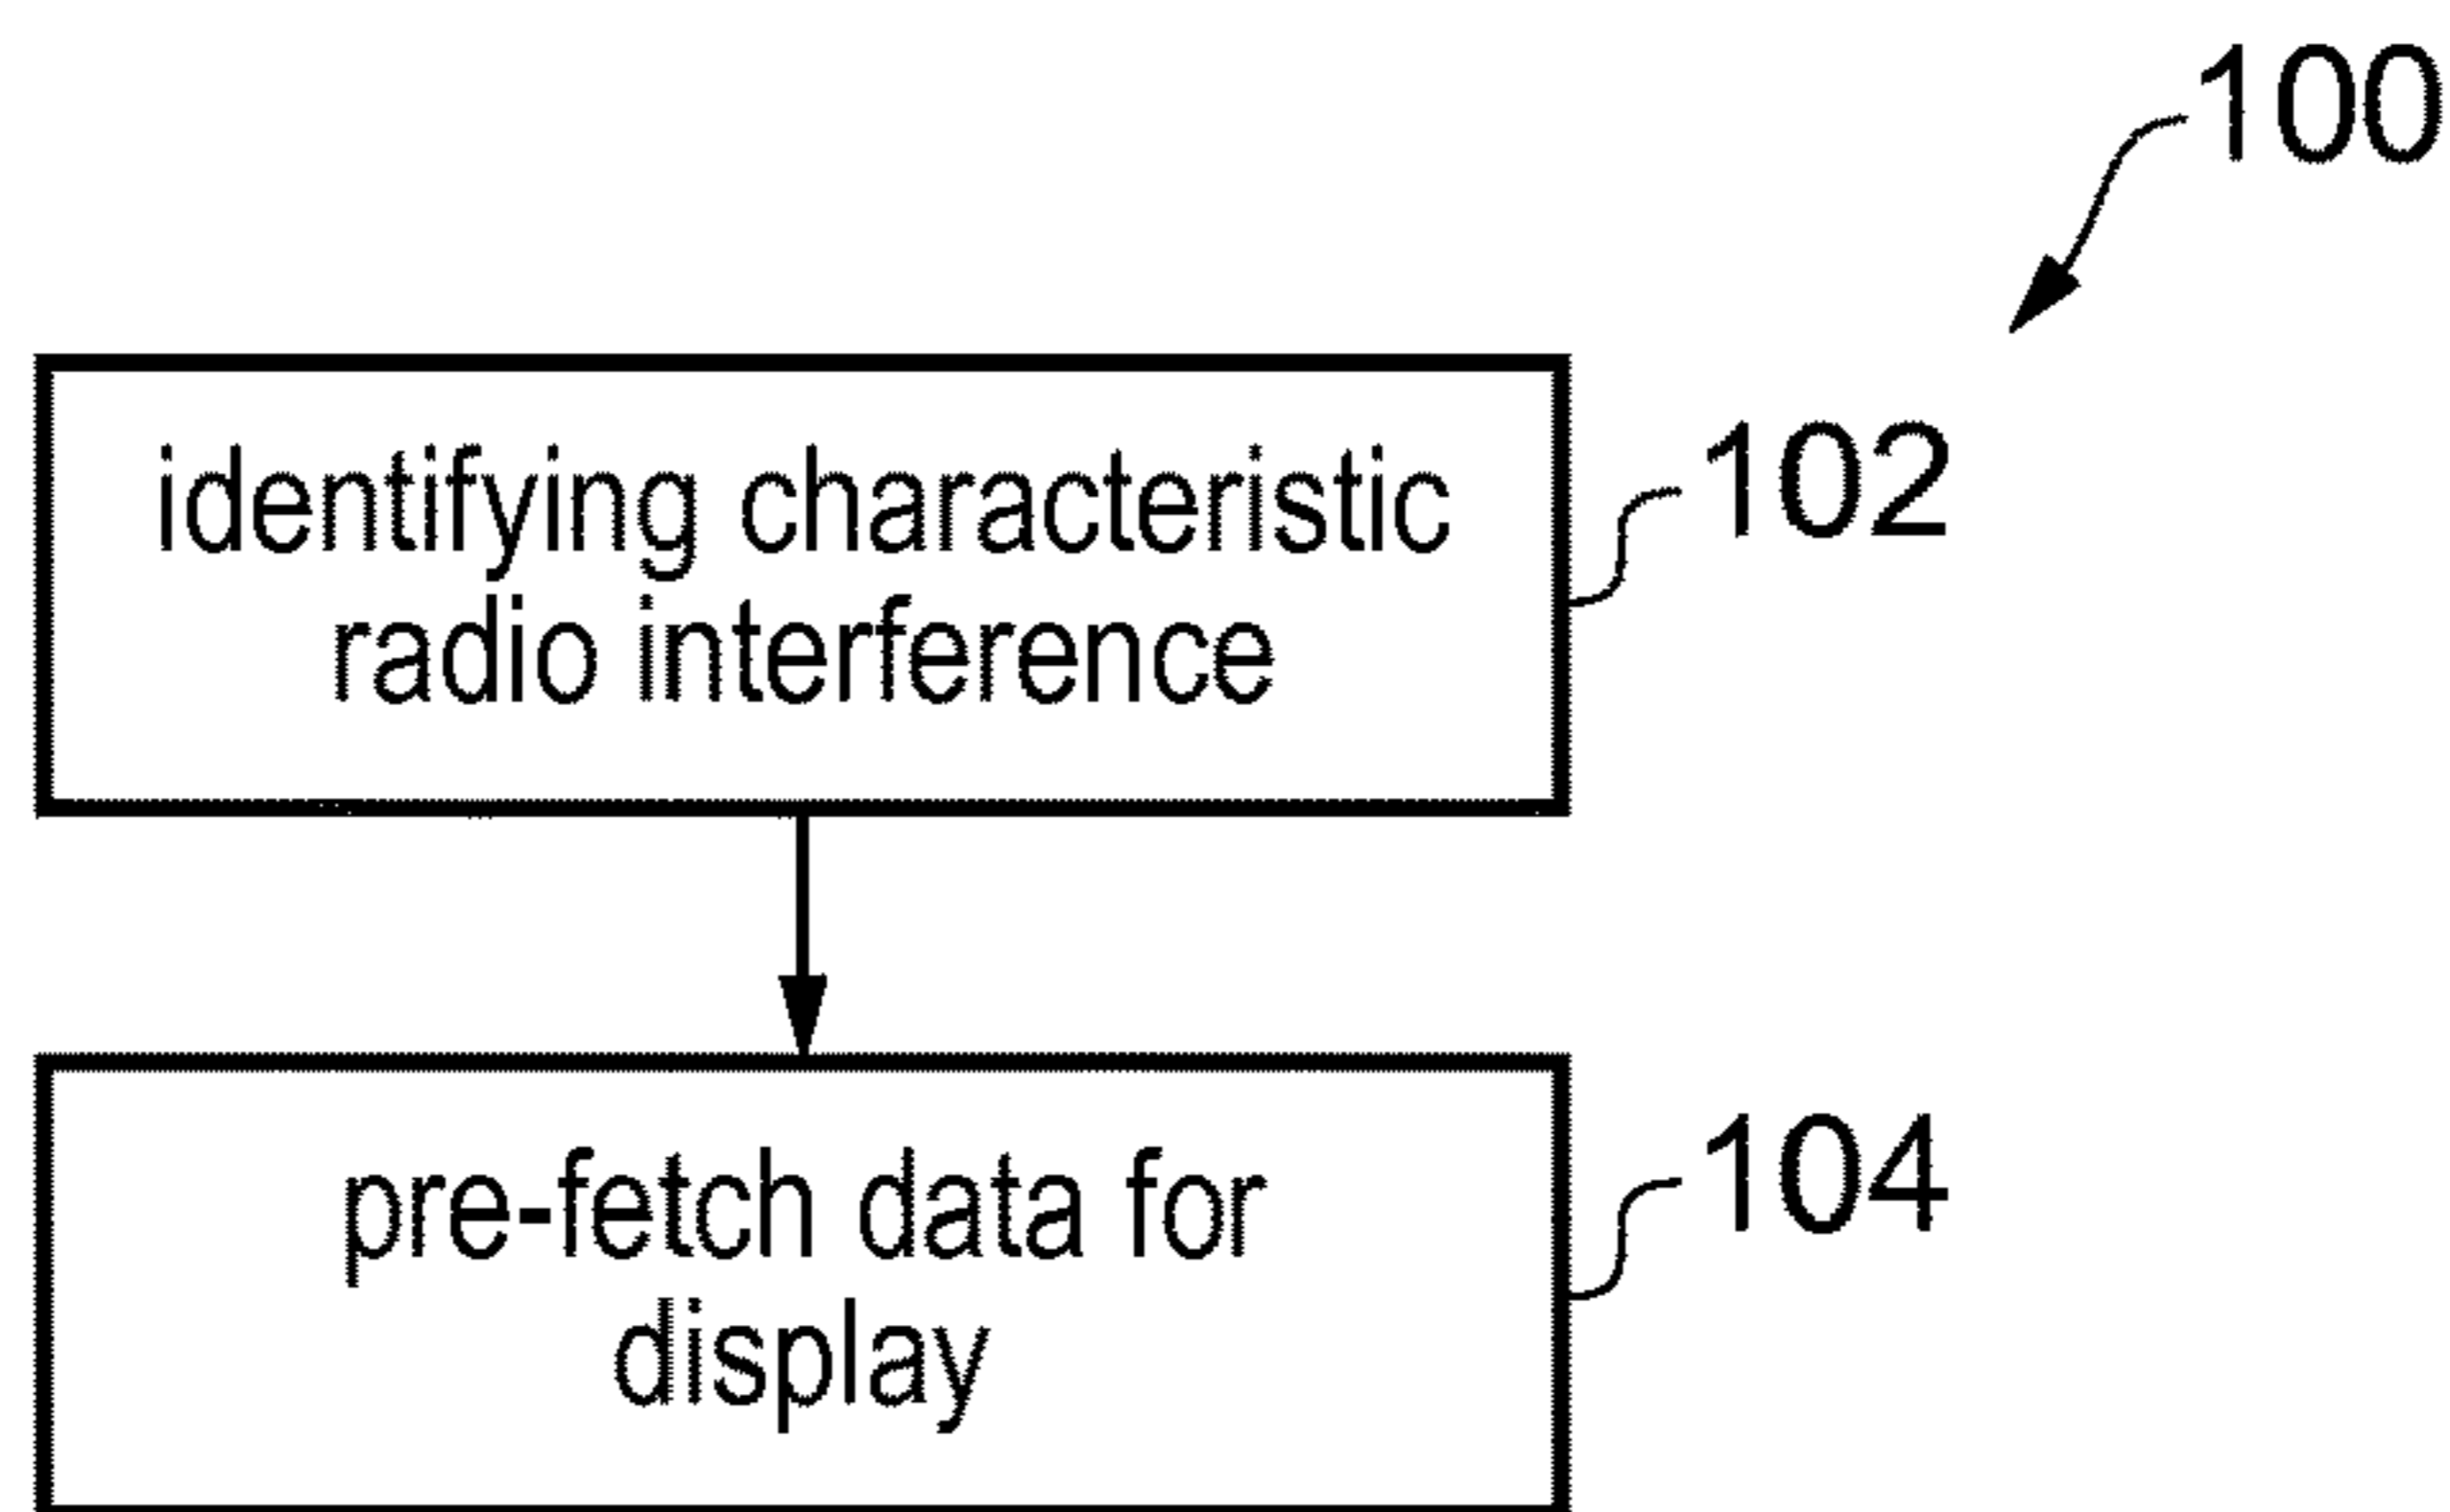 100
identifying characteristic
radio interference
102
pre-fetch data for
display
104